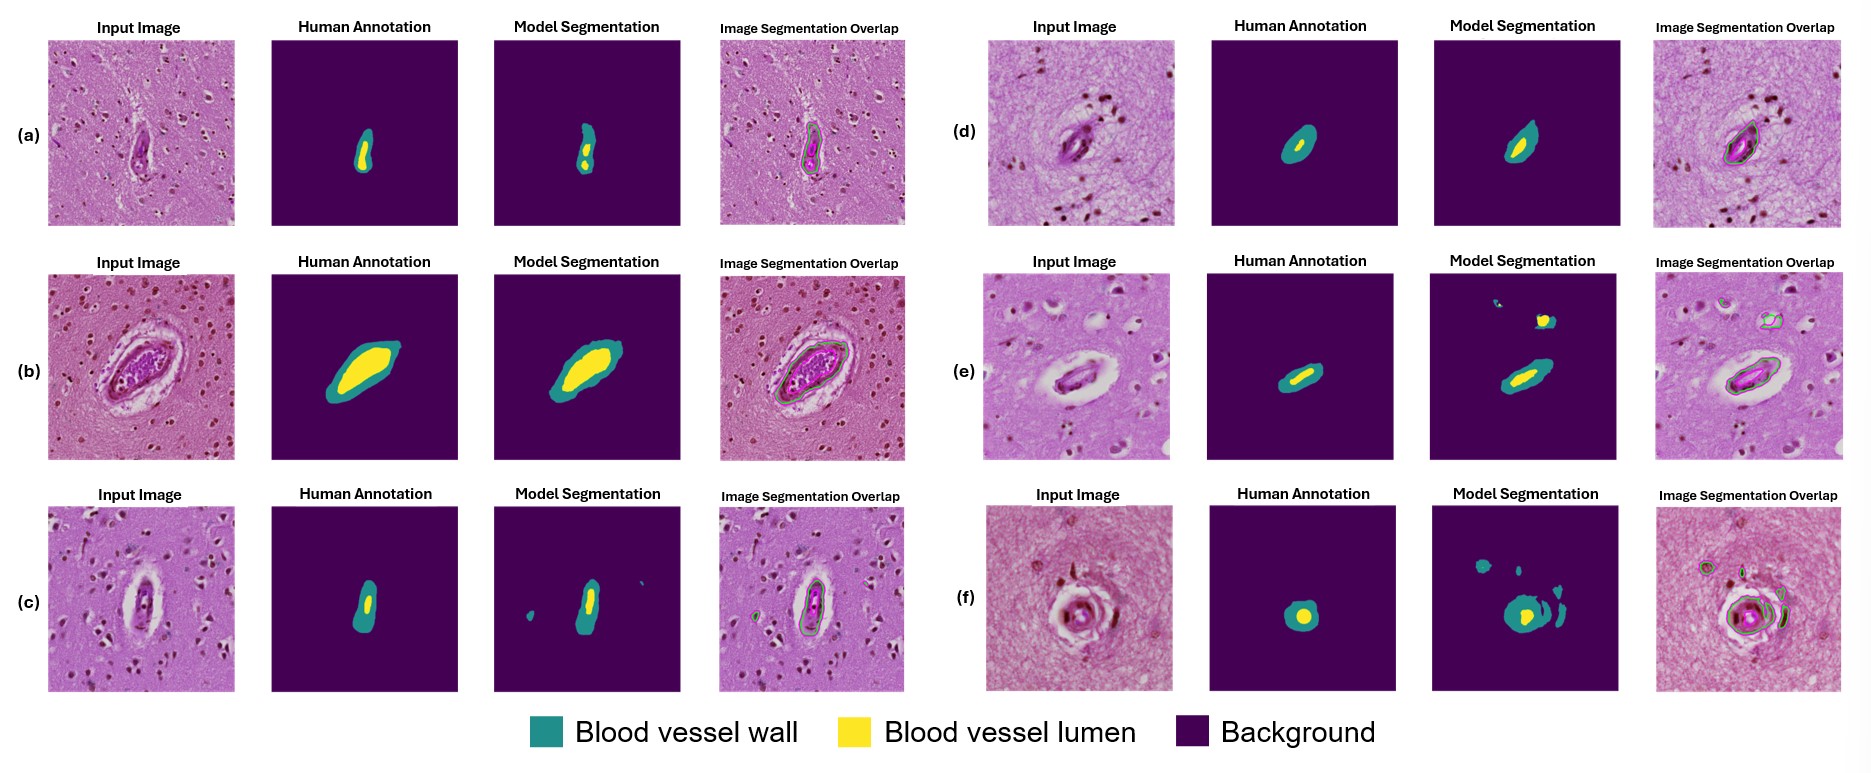 Input Image Human Annotation Model Segmentation Image Segmentation Overlap
(a)
Input Image Human Annotation Model Segmentation Image Segmentation Overlap
(b)
Input Image Human Annotation Model Segmentation Image Segmentation Overlap
(c)
Input Image Human Annotation Model Segmentation Image Segmentation Overlap
(d)
Input Image Human Annotation Model Segmentation Image Segmentation Overlap
(e)
Input Image Human Annotation Model Segmentation Image Segmentation Overlap
(f)
Blood vessel wall Blood vessel lumen Background